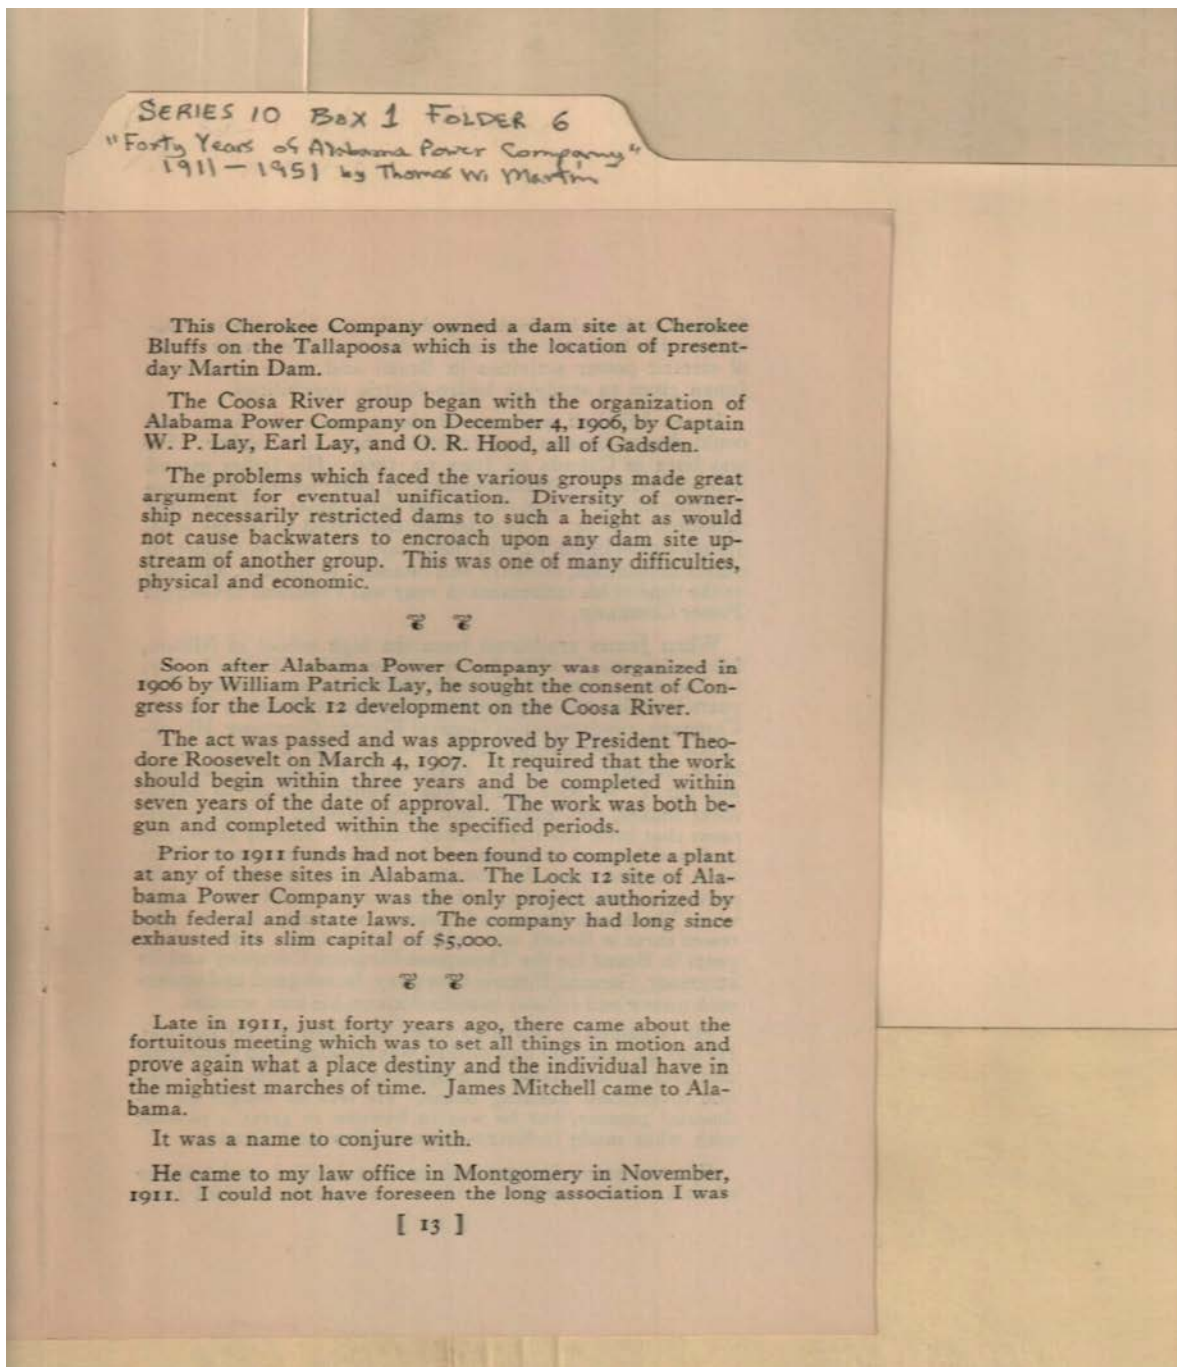 SERIES 10 BOX 1 FOLDER 6
"Forty Years of Alabama Power Company"
1911-1951 by Thomas W. Martin
This Cherokee Company owned a dam site at Cherokee
Bluffs on the Tallapoosa which is the location of present-
day Martin Dam.
The Coosa River group began with the organization of
Alabama Power Company on December 4, 1906, by Captain
W. P. Lay, Earl Lay, and O. R. Hood, all of Gadsden.
The problems which faced the various groups made great
argument for eventual unification. Diversity of owner-
ship necessarily restricted dams to such a height as would
not cause backwaters to encroach upon any dam site up-
stream of another group. This was one of many difficulties,
physical and economic.
Soon after Alabama Power Company was organized in
1906 by William Patrick Lay, he sought the consent of Con-
gress for the Lock 12 development on the Coosa River.
The act was passed and was approved by President Theo-
dore Roosevelt on March 4, 1907. It required that the work
should begin within three years and be completed within
seven years of the date of approval. The work was both be-
gun and completed within the specified periods.
Prior to 1911 funds had not been found to complete a plant
at any of these sites in Alabama. The Lock 12 site of Ala-
bama Power Company was the only project authorized by
both federal and state laws. The company had long since
exhausted its slim capital of $5,000.
Late in 1911, just forty years ago, there came about the
fortuitous meeting which was to set all things in motion and
prove again what a place destiny and the individual have in
the mightiest marches of time. James Mitchell came to Ala-
bama.
It was a name to conjure with.
He came to my law office in Montgomery in November,
1911. I could not have foreseen the long association I was
[ 13 ]